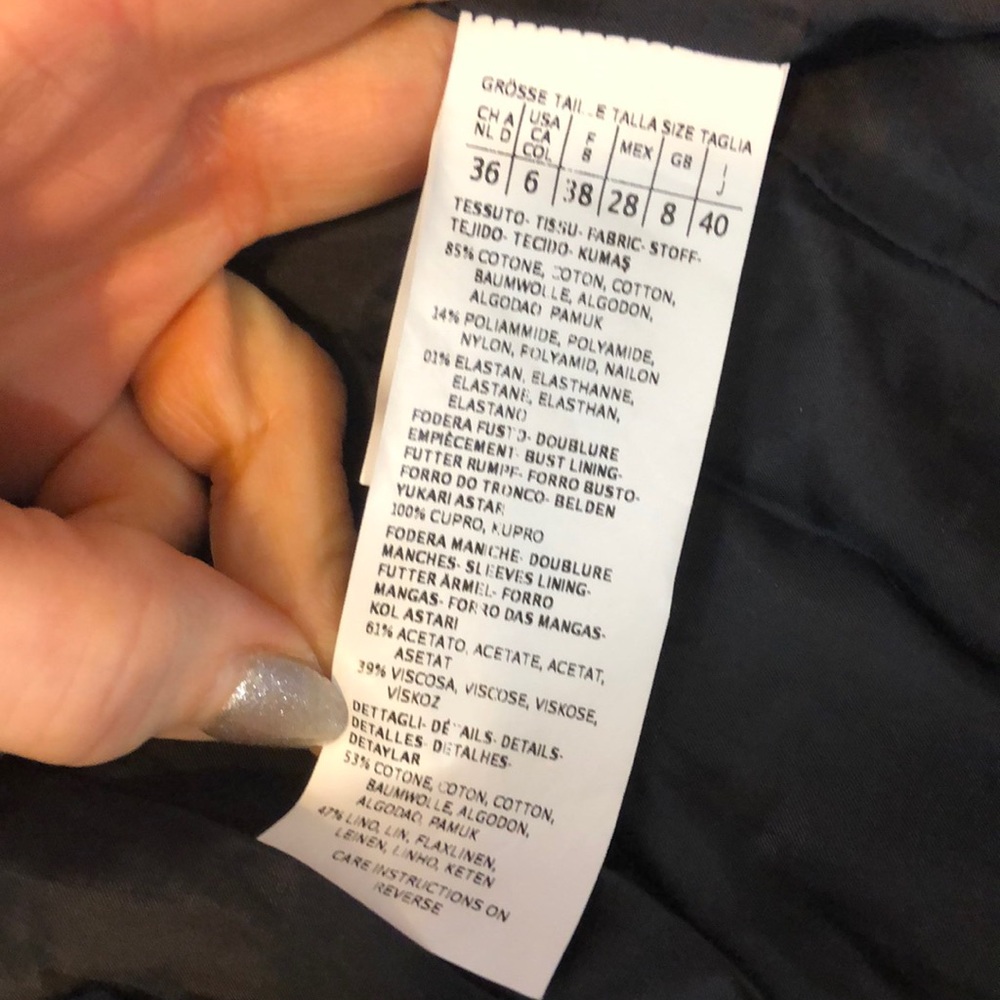 GRÖSSE TAILLE TALLA SIZE TAGLIA
CH A USA F MEX GB I
NL D CA B J
COL
36 6 38 28 8 40
TESSUTO- TISSU- FABRIC- STOFF-
TEJIDO- TECIDO- KUMAŞ
85% COTONE, COTON, COTTON,
BAUMWOLLE, ALGODON,
ALGODAO, PAMUK
14% POLIAMMIDE, POLYAMIDE,
NYLON, POLYAMID, NAILON
01% ELASTAN, ELASTHANNE,
ELASTANE, ELASTHAN,
ELASTANO
FODERA FUSTO- DOUBLURE
EMPIÈCEMENT- BUST LINING-
FUTTER RUMPF- FORRO BUSTO-
FORRO DO TRONCO- BELDEN
YUKARI ASTAR
100% CUPRO, KUPRO
FODERA MANICHE- DOUBLURE
MANCHES- SLEEVES LINING-
FUTTER ÄRMEL- FORRO
MANGAS- FORRO DAS MANGAS-
KOL ASTARI
61% ACETATO, ACETATE, ACETAT,
ASETAT
39% VISCOSA, VISCOSE, VISKOSE,
VİSKOZ
DETTAGLI- DÉTAILS- DETAILS-
DETALLES- DETALHES-
DETAYLAR
53% COTONE, COTON, COTTON,
BAUMWOLLE, ALGODON,
ALGODAO, PAMUK
47% LINO, LIN, FLAXLINEN,
LEINEN, LINHO, KETEN
CARE INSTRUCTIONS ON
REVERSE